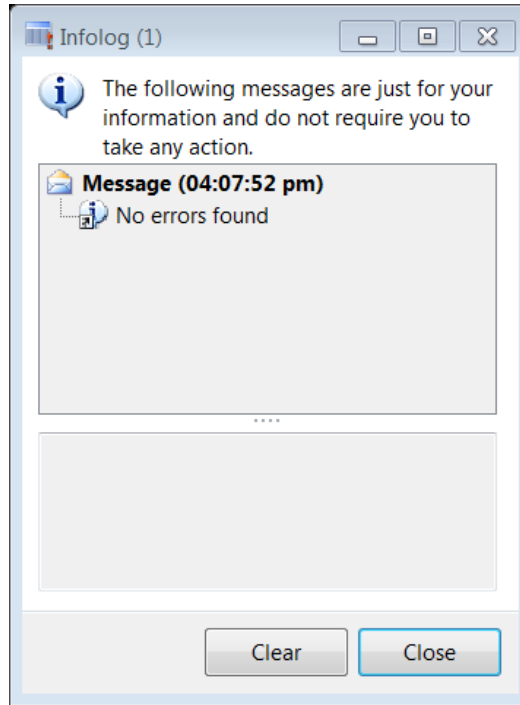 Infolog (1)
The following messages are just for your
information and do not require you to
take any action.
Message (04:07:52 pm)
No errors found
Clear
Close